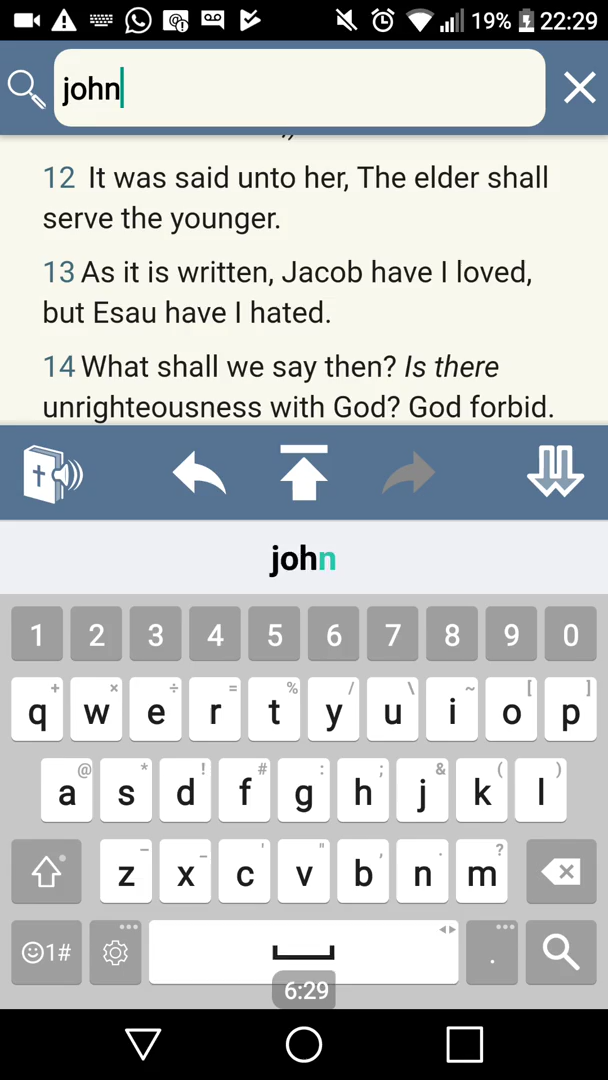 19% 22:29
john
12 It was said unto her, The elder shall
serve the younger.
13 As it is written, Jacob have I loved,
but Esau have I hated.
14 What shall we say then? Is there
unrighteousness with God? God forbid.
john
1 2 3 4 5 6 7 8 9 0
+ × ÷ = % / \ ~ [ ]
q w e r t y u i o p
@ * ! # : ; & ( )
a s d f g h j k l
– _ ' " , . ?
z x c v b n m
1# .
6:29